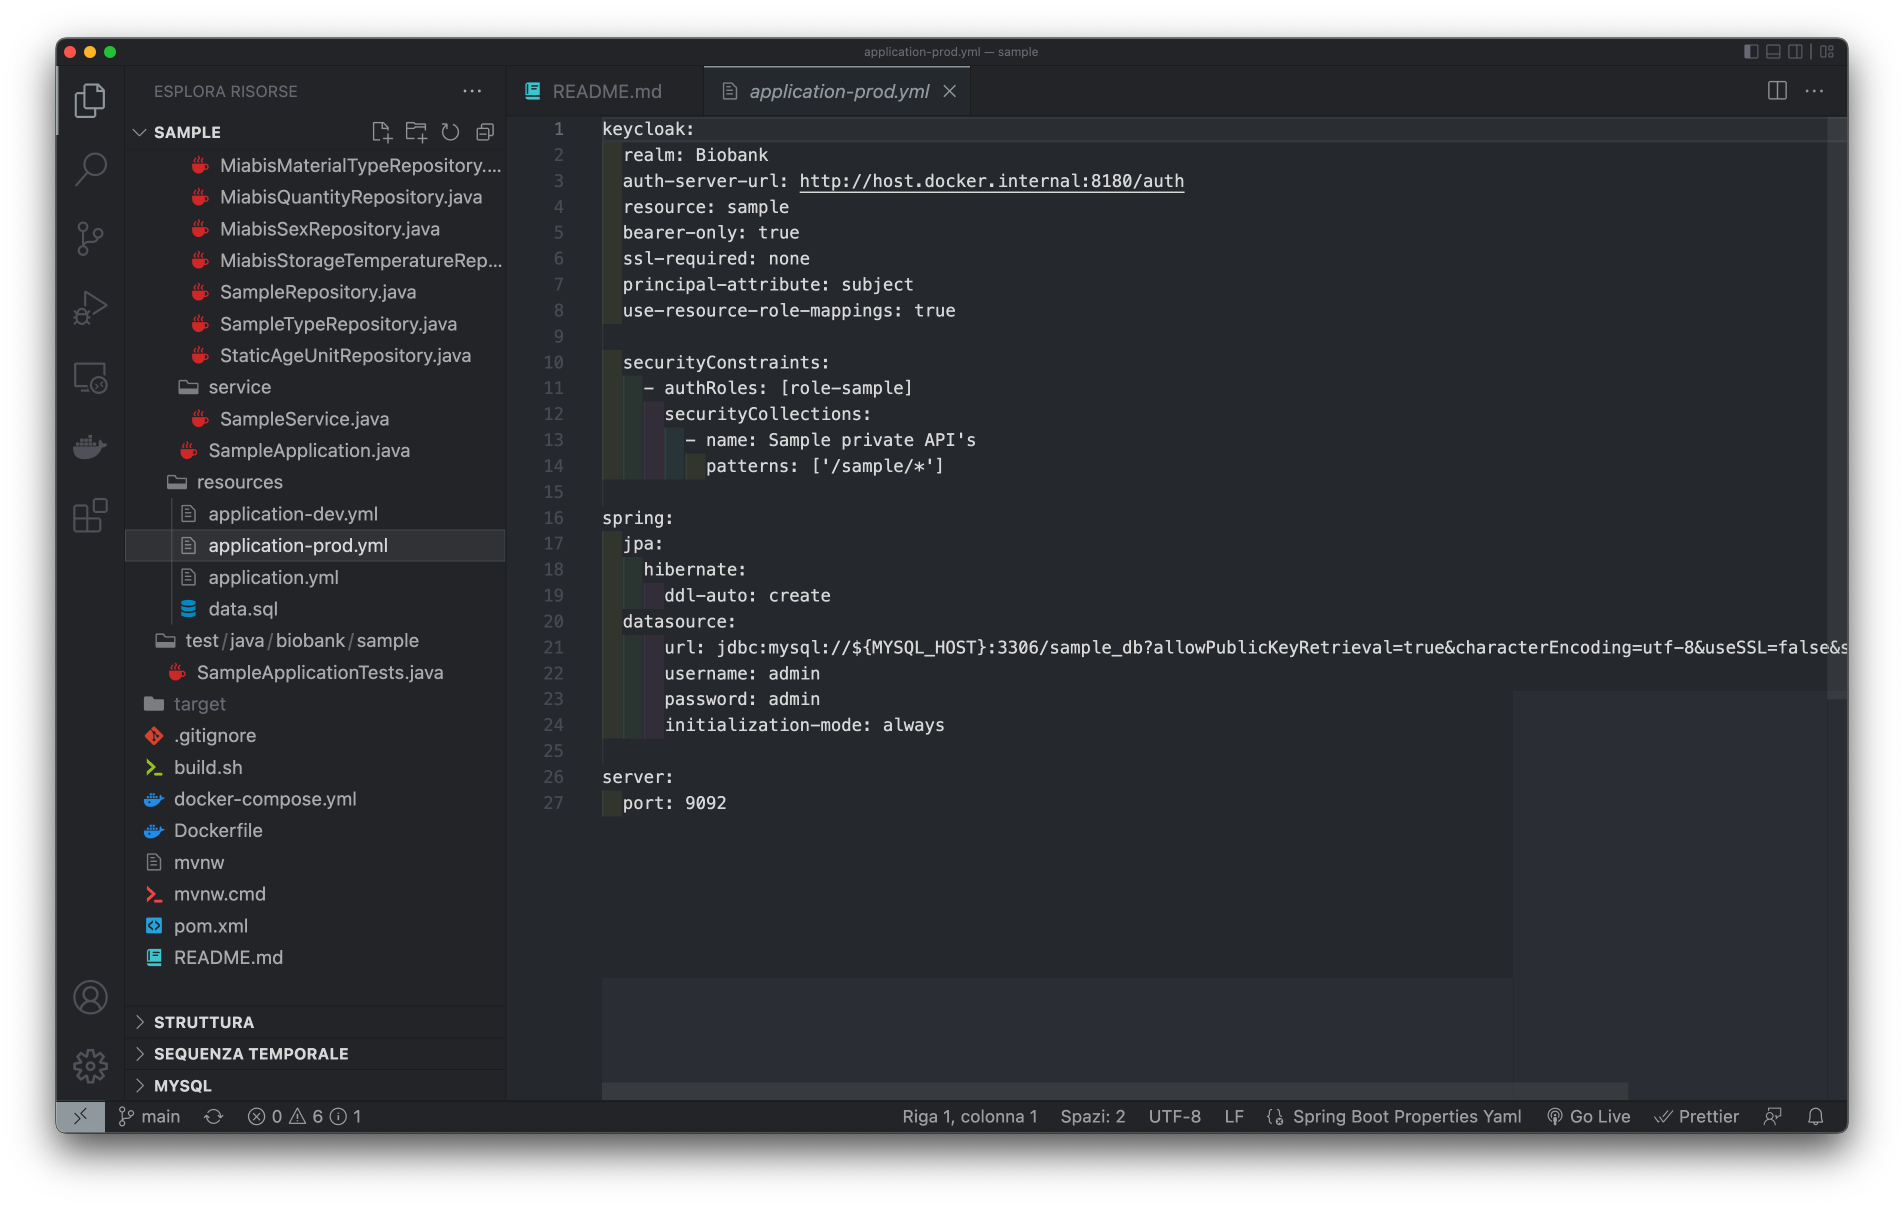 application-prod.yml — sample
ESPLORA RISORSE
SAMPLE
MiabisMaterialTypeRepository....
MiabisQuantityRepository.java
MiabisSexRepository.java
MiabisStorageTemperatureRep...
SampleRepository.java
SampleTypeRepository.java
StaticAgeUnitRepository.java
service
SampleService.java
SampleApplication.java
resources
application-dev.yml
application-prod.yml
application.yml
data.sql
test/java/biobank/sample
SampleApplicationTests.java
target
.gitignore
build.sh
docker-compose.yml
Dockerfile
mvnw
mvnw.cmd
pom.xml
README.md
STRUTTURA
SEQUENZA TEMPORALE
MYSQL
README.md
application-prod.yml
1 keycloak:
2   realm: Biobank
3   auth-server-url: http://host.docker.internal:8180/auth
4   resource: sample
5   bearer-only: true
6   ssl-required: none
7   principal-attribute: subject
8   use-resource-role-mappings: true
9
10   securityConstraints:
11     - authRoles: [role-sample]
12       securityCollections:
13         - name: Sample private API's
14           patterns: ['/sample/*']
15
16 spring:
17   jpa:
18     hibernate:
19       ddl-auto: create
20   datasource:
21       url: jdbc:mysql://${MYSQL_HOST}:3306/sample_db?allowPublicKeyRetrieval=true&characterEncoding=utf-8&useSSL=false&s
22       username: admin
23       password: admin
24       initialization-mode: always
25
26 server:
27   port: 9092
main 0 6 1 Riga 1, colonna 1 Spazi: 2 UTF-8 LF Spring Boot Properties Yaml Go Live Prettier